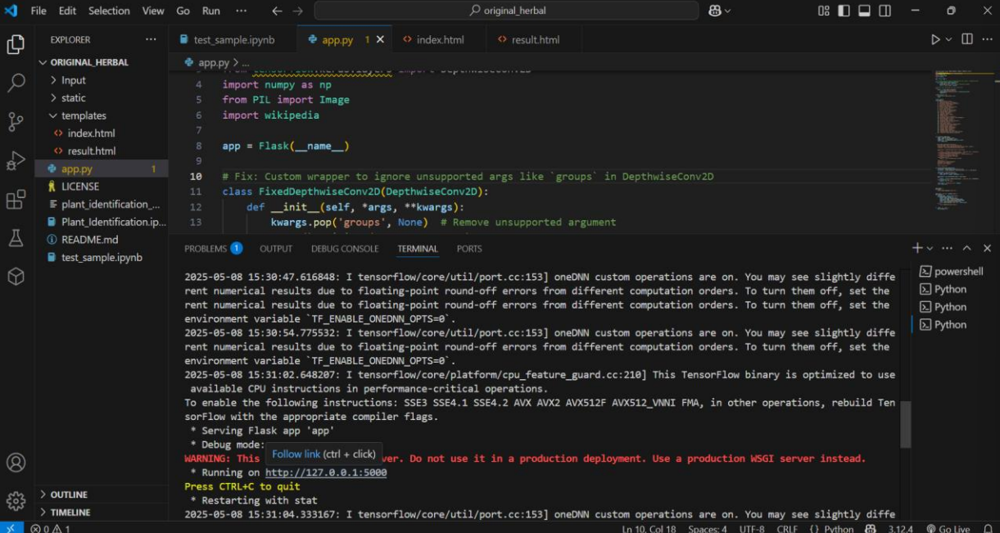 File Edit Selection View Go Run ··· original_herbal
EXPLORER ···
ORIGINAL_HERBAL
Input
static
templates
index.html
result.html
app.py 1
LICENSE
plant_identification_...
Plant_Identification.ip...
README.md
test_sample.ipynb
OUTLINE
TIMELINE
test_sample.ipynb app.py 1 index.html result.html
app.py > ...
4 import numpy as np
5 from PIL import Image
6 import wikipedia
7
8 app = Flask(__name__)
9
10 # Fix: Custom wrapper to ignore unsupported args like `groups` in DepthwiseConv2D
11 class FixedDepthwiseConv2D(DepthwiseConv2D):
12 def __init__(self, *args, **kwargs):
13 kwargs.pop('groups', None) # Remove unsupported argument
PROBLEMS 1 OUTPUT DEBUG CONSOLE TERMINAL PORTS
2025-05-08 15:30:47.616848: I tensorflow/core/util/port.cc:153] oneDNN custom operations are on. You may see slightly diffe
rent numerical results due to floating-point round-off errors from different computation orders. To turn them off, set the
rent numerical results due to floating-point round-off errors from different computation orders. To turn them off, set the
environment variable `TF_ENABLE_ONEDNN_OPTS=0`.
2025-05-08 15:30:54.775532: I tensorflow/core/util/port.cc:153] oneDNN custom operations are on. You may see slightly diffe
rent numerical results due to floating-point round-off errors from different computation orders. To turn them off, set the
environment variable `TF_ENABLE_ONEDNN_OPTS=0`.
2025-05-08 15:31:02.648207: I tensorflow/core/platform/cpu_feature_guard.cc:210] This TensorFlow binary is optimized to use
available CPU instructions in performance-critical operations.
To enable the following instructions: SSE3 SSE4.1 SSE4.2 AVX AVX2 AVX512F AVX512_VNNI FMA, in other operations, rebuild Ten
sorFlow with the appropriate compiler flags.
* Serving Flask app 'app'
* Debug mode:
Follow link (ctrl + click)
WARNING: This ver. Do not use it in a production deployment. Use a production WSGI server instead.
* Running on http://127.0.0.1:5000
Press CTRL+C to quit
* Restarting with stat
2025-05-08 15:31:04.333167: I tensorflow/core/util/port.cc:153] oneDNN custom operations are on. You may see slightly diffe
powershell
Python
Python
Python
0 1 Ln 10, Col 18 Spaces: 4 UTF-8 CRLF {} Python 3.12.4 Go Live